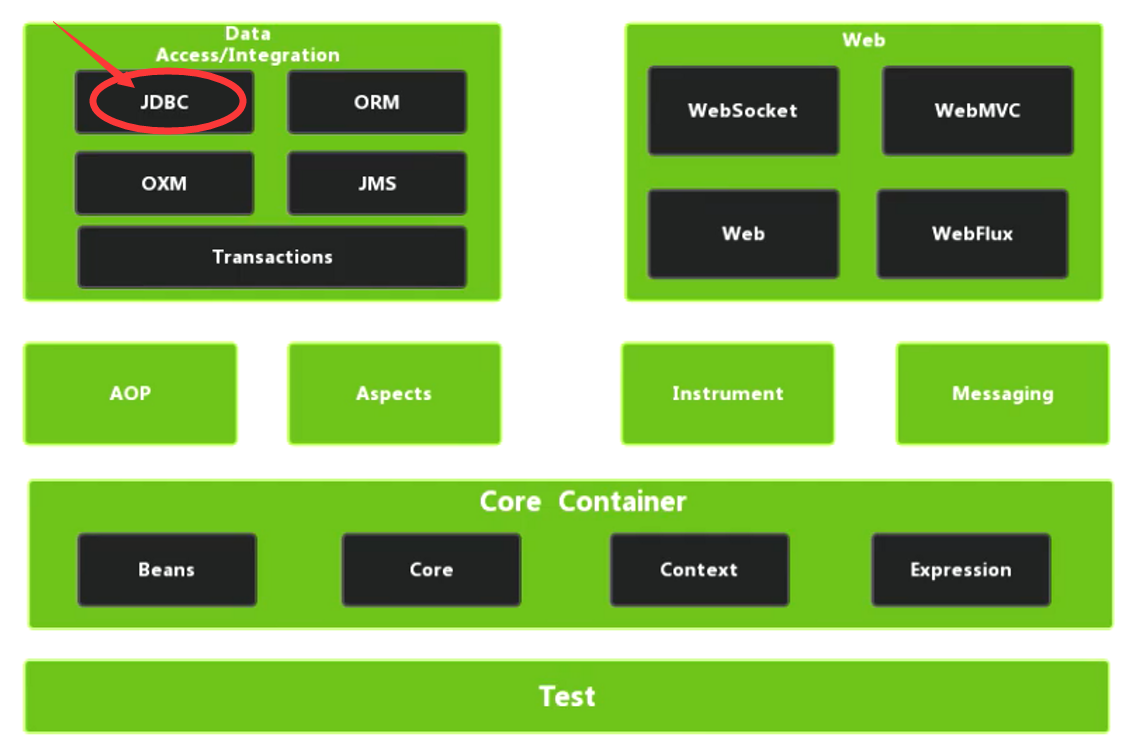 Data
Access/Integration
JDBC
ORM
OXM
JMS
Transactions
Web
WebSocket
WebMVC
Web
WebFlux
AOP
Aspects
Instrument
Messaging
Core Container
Beans
Core
Context
Expression
Test